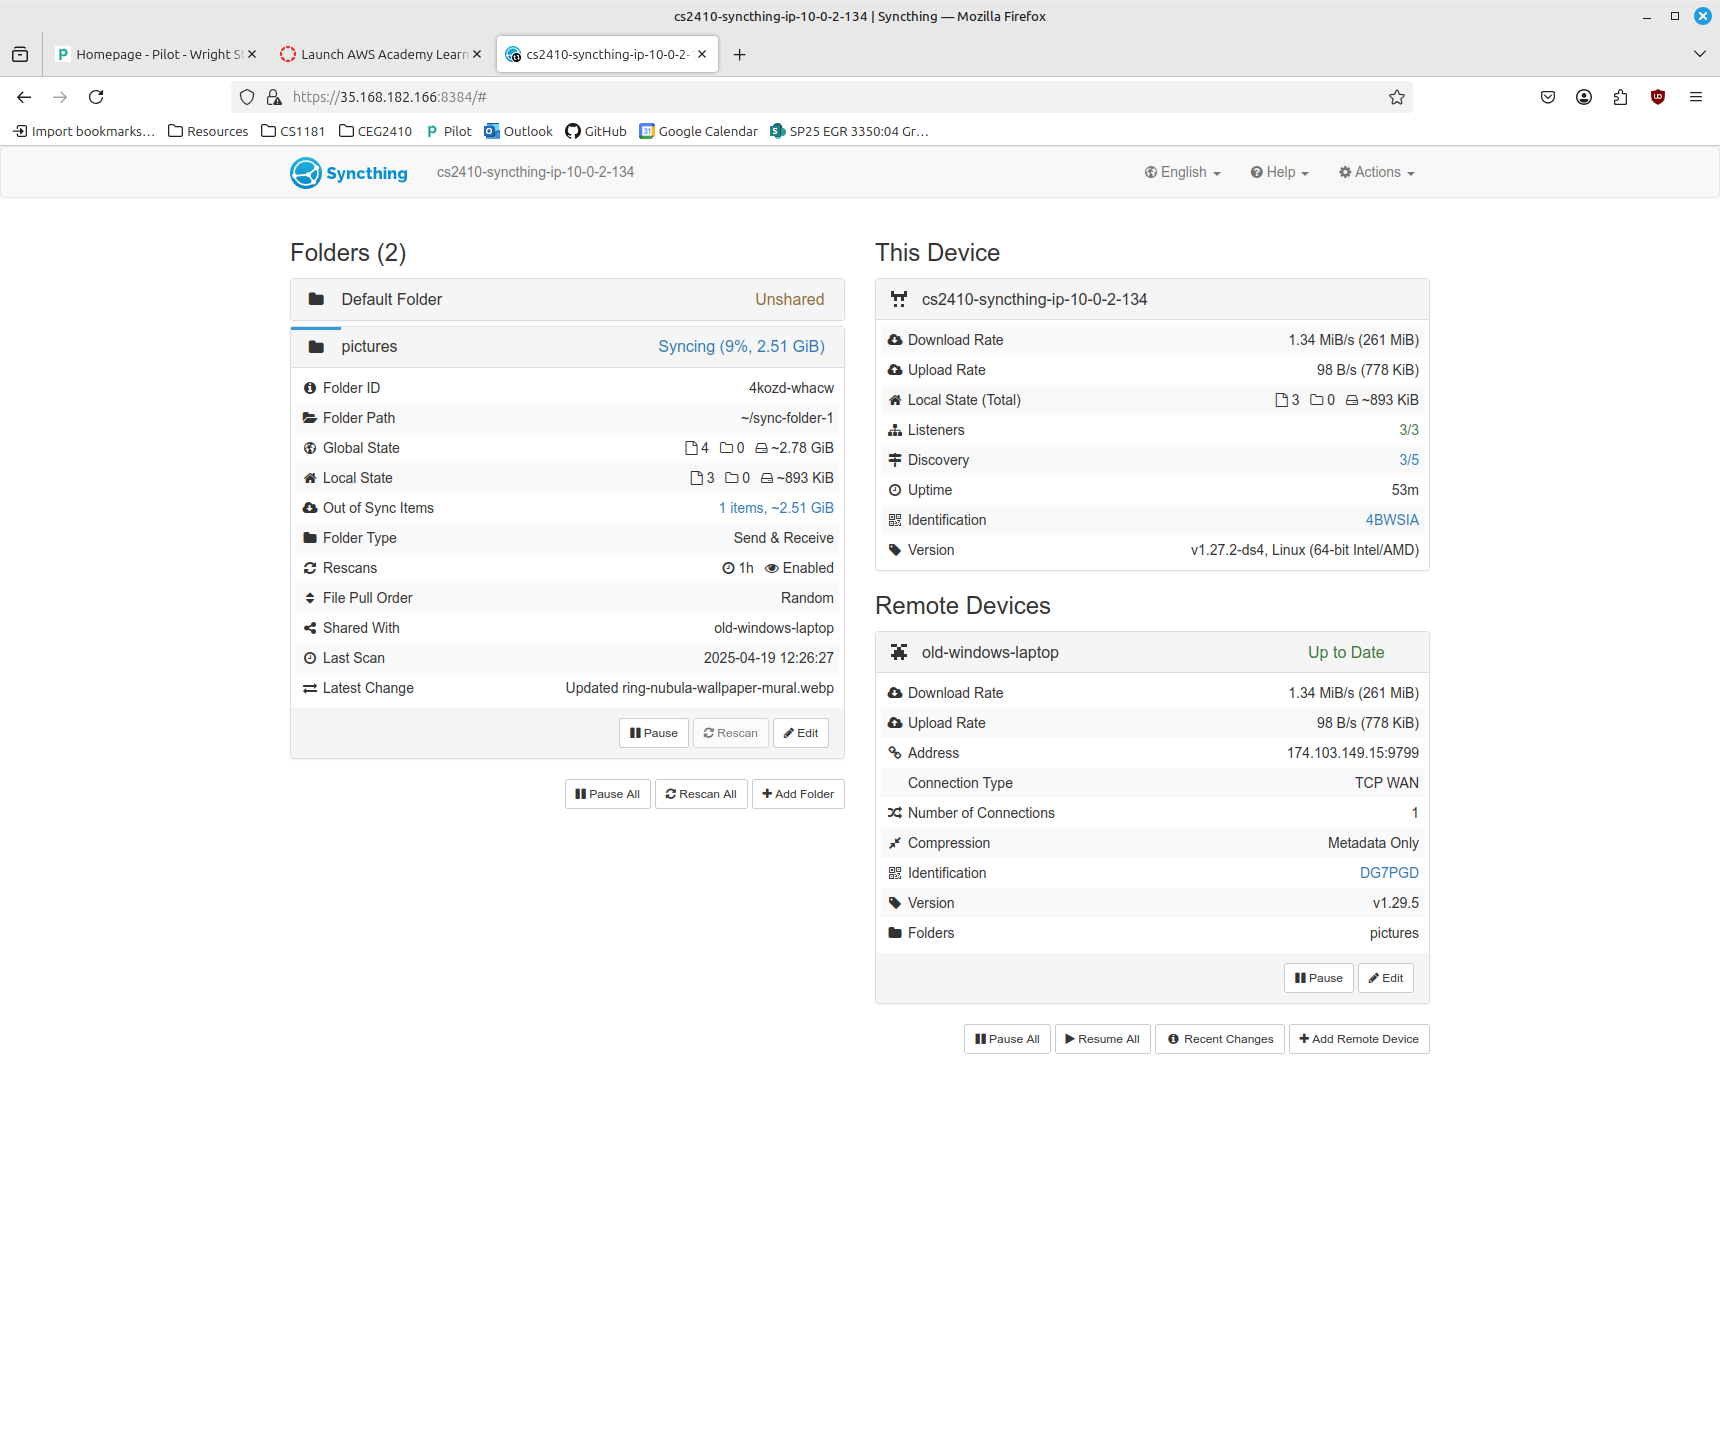 cs2410-syncthing-ip-10-0-2-134 | Syncthing — Mozilla Firefox
Homepage - Pilot - Wright St
Launch AWS Academy Learn
cs2410-syncthing-ip-10-0-2-
https://35.168.182.166:8384/#
Import bookmarks… Resources CS1181 CEG2410 Pilot Outlook GitHub Google Calendar SP25 EGR 3350:04 Gr…
Syncthing cs2410-syncthing-ip-10-0-2-134 English Help Actions
Folders (2)
Default Folder Unshared
pictures Syncing (9%, 2.51 GiB)
Folder ID 4kozd-whacw
Folder Path ~/sync-folder-1
Global State 4 0 ~2.78 GiB
Local State 3 0 ~893 KiB
Out of Sync Items 1 items, ~2.51 GiB
Folder Type Send & Receive
Rescans 1h Enabled
File Pull Order Random
Shared With old-windows-laptop
Last Scan 2025-04-19 12:26:27
Latest Change Updated ring-nubula-wallpaper-mural.webp
Pause Rescan Edit
Pause All Rescan All Add Folder
This Device
cs2410-syncthing-ip-10-0-2-134
Download Rate 1.34 MiB/s (261 MiB)
Upload Rate 98 B/s (778 KiB)
Local State (Total) 3 0 ~893 KiB
Listeners 3/3
Discovery 3/5
Uptime 53m
Identification 4BWSIA
Version v1.27.2-ds4, Linux (64-bit Intel/AMD)
Remote Devices
old-windows-laptop Up to Date
Download Rate 1.34 MiB/s (261 MiB)
Upload Rate 98 B/s (778 KiB)
Address 174.103.149.15:9799
Connection Type TCP WAN
Number of Connections 1
Compression Metadata Only
Identification DG7PGD
Version v1.29.5
Folders pictures
Pause Edit
Pause All Resume All Recent Changes Add Remote Device